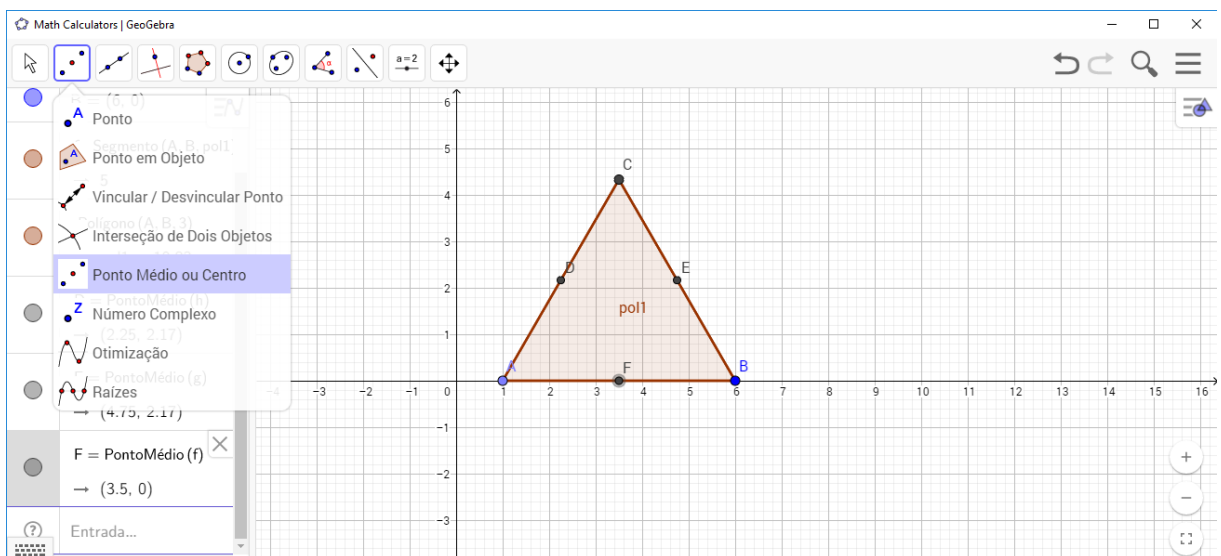 Math Calculators | GeoGebra
a=2
B = (6, 0)
Ponto
Segmento (A, B, pol1)
Ponto em Objeto
5
Vincular / Desvincular Ponto
Polígono (A, B, 3)
Interseção de Dois Objetos
Ponto Médio ou Centro
= PontoMédio (h)
Número Complexo
→ (2.25, 2.17)
Otimização
= PontoMédio (g)
Raízes
→ (4.75, 2.17)
F = PontoMédio (f)
→ (3.5, 0)
Entrada...
6
5
4
3
2
1
0
−1
−2
−3
−4 −3 −2 −1 0 1 2 3 4 5 6 7 8 9 10 11 12 13 14 15 16
C
D
E
pol1
A
F
B